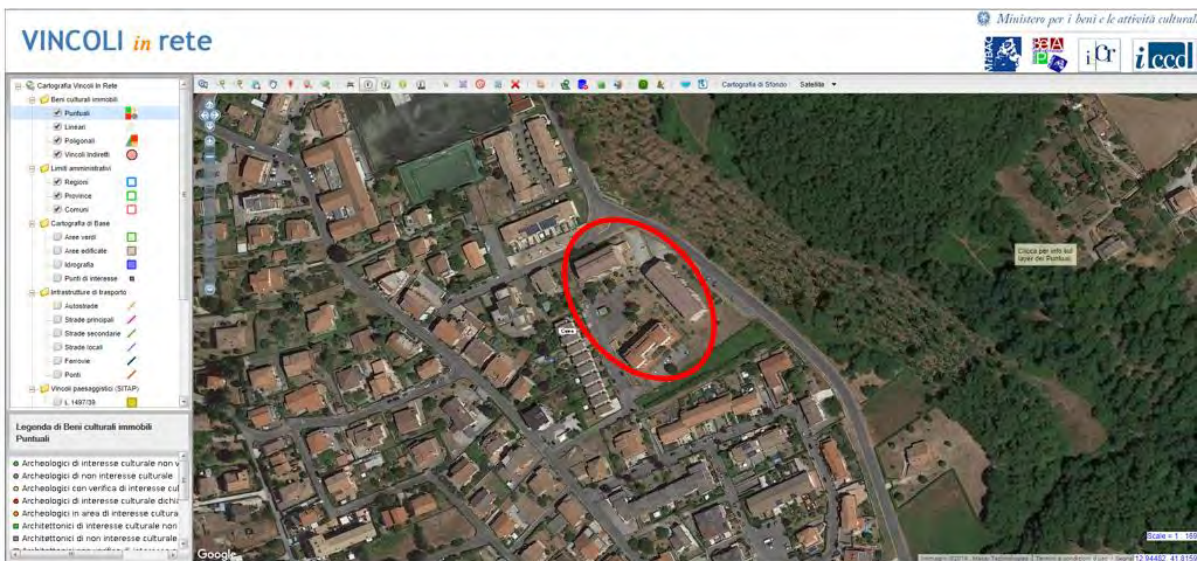 Ministero per i beni e le attività culturali
VINCOLI in rete
MiBAC
iCr
iccd
Cartografia Vincoli In Rete
Beni culturali immobili
Puntuali
Lineari
Poligonali
Vincoli Indiretti
Limiti amministrativi
Regioni
Province
Comuni
Cartografia di Base
Aree verdi
Aree edificate
Idrografia
Punti di interesse
Infrastrutture di trasporto
Autostrade
Strade principali
Strade secondarie
Strade locali
Ferrovie
Ponti
Vincoli paesaggistici (SITAP)
L. 1497/39
Cartografia di Sfondo
Satellite
Clicca per info sul
layer dei Puntuali
Legenda di Beni culturali immobili
Puntuali
Archeologici di interesse culturale non v
Archeologici di non interesse culturale
Archeologici con verifica di interesse cul
Archeologici di interesse culturale dichia
Archeologici in area di interesse cultura
Architettonici di interesse culturale non
Architettonici di non interesse culturale
Google
Scale = 1 : 169